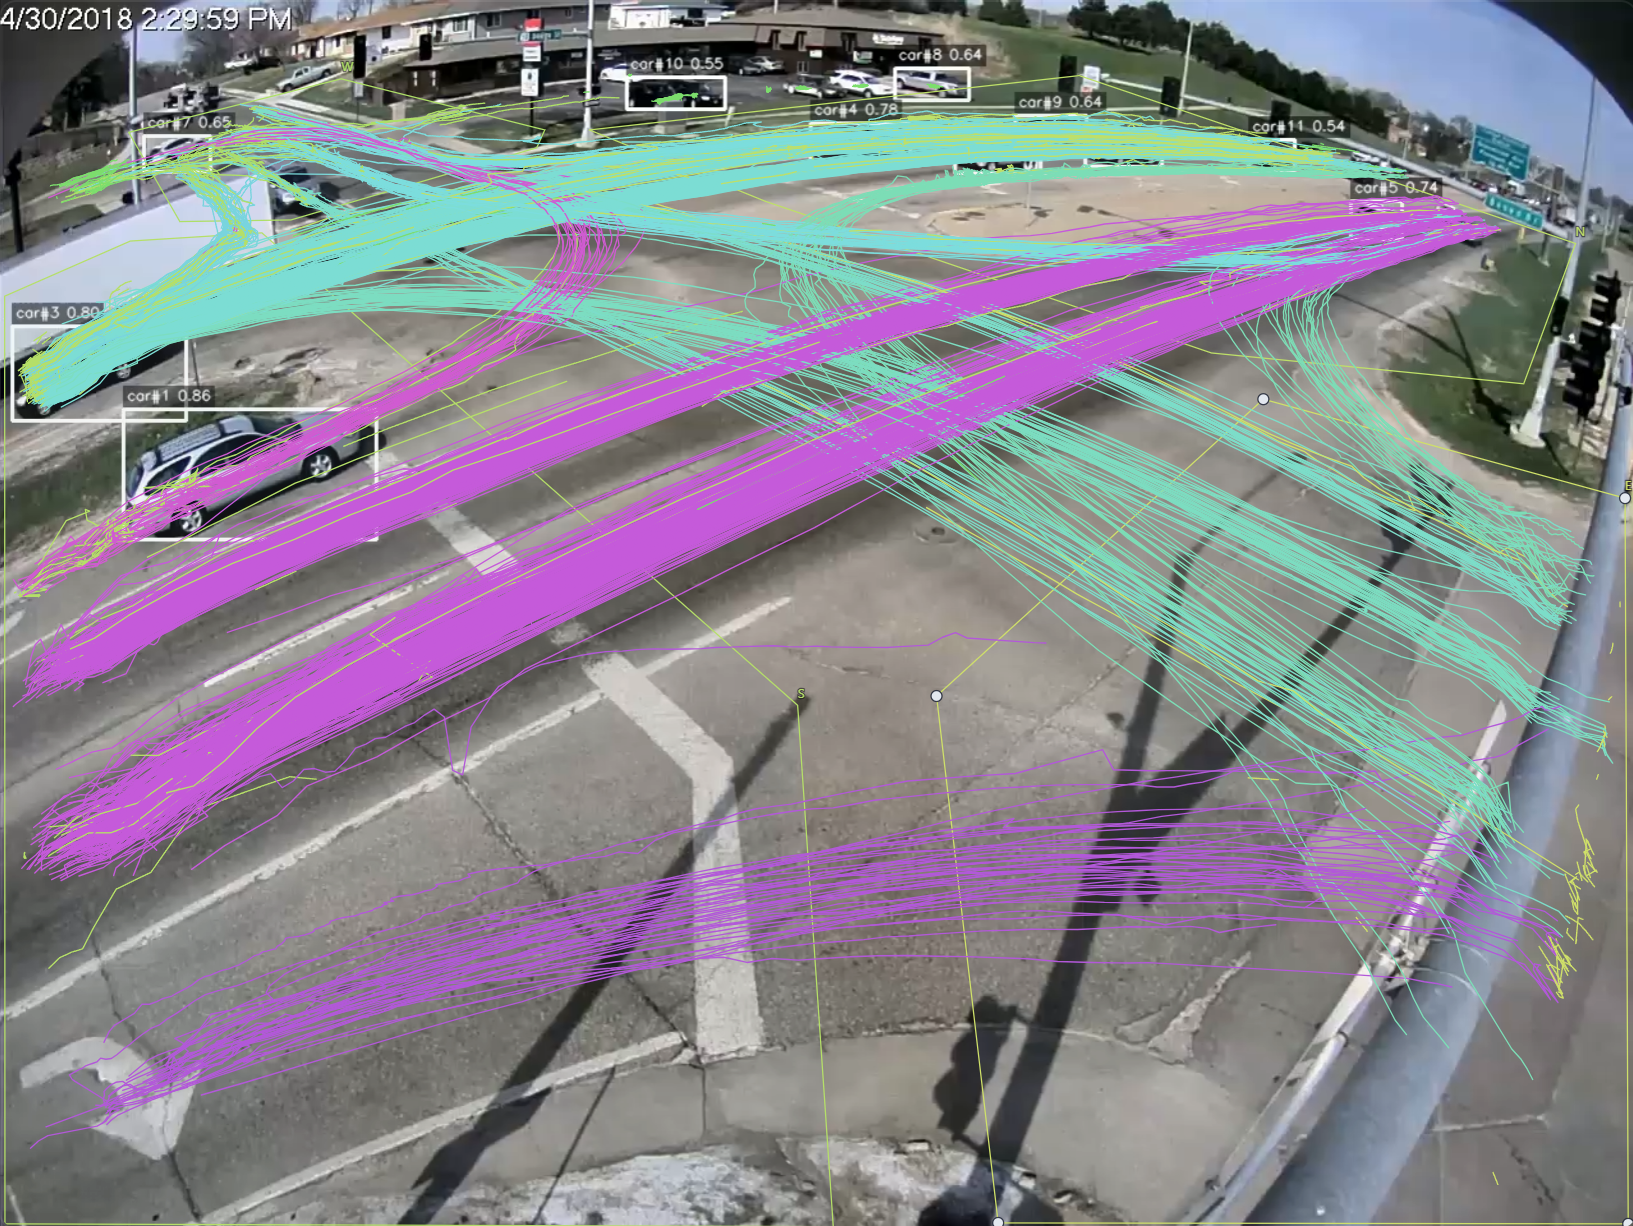 4/30/2018 2:29:59 PM
W
car#10 0.55
car#8 0.64
car#7 0.65
car#4 0.78
car#9 0.64
car#11 0.54
car#5 0.74
N
car#3 0.80
car#1 0.86
E
S